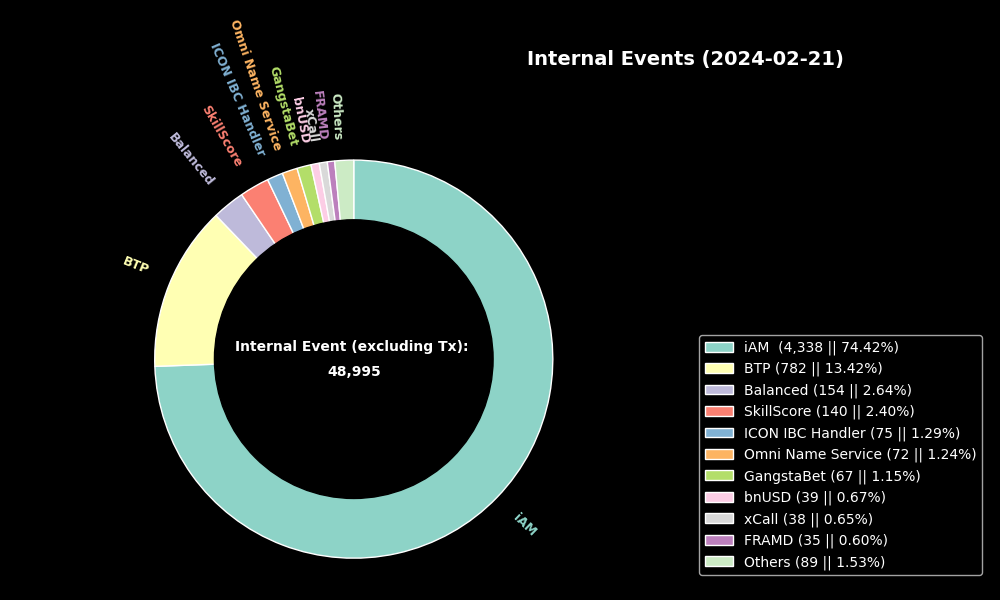 Internal Events (2024-02-21)
Omni Name Service
ICON IBC Handler
GangstaBet
FRAMD
Others
bnUSD
xCall
SkillScore
Balanced
BTP
iAM
Internal Event (excluding Tx):
48,995
iAM  (4,338 || 74.42%)
BTP (782 || 13.42%)
Balanced (154 || 2.64%)
SkillScore (140 || 2.40%)
ICON IBC Handler (75 || 1.29%)
Omni Name Service (72 || 1.24%)
GangstaBet (67 || 1.15%)
bnUSD (39 || 0.67%)
xCall (38 || 0.65%)
FRAMD (35 || 0.60%)
Others (89 || 1.53%)